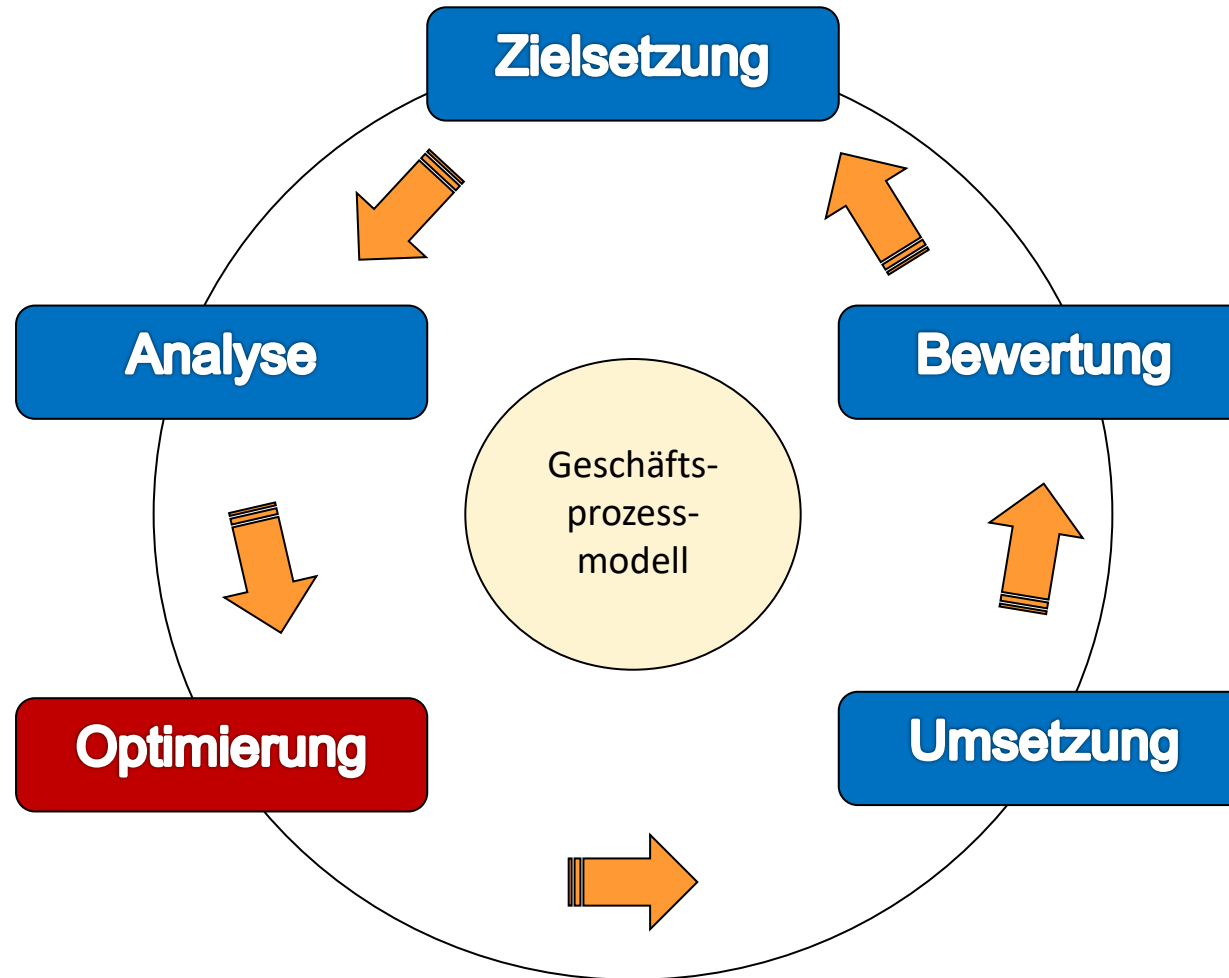 Zielsetzung
Analyse
Bewertung
Geschäfts-
prozess-
modell
Optimierung
Umsetzung